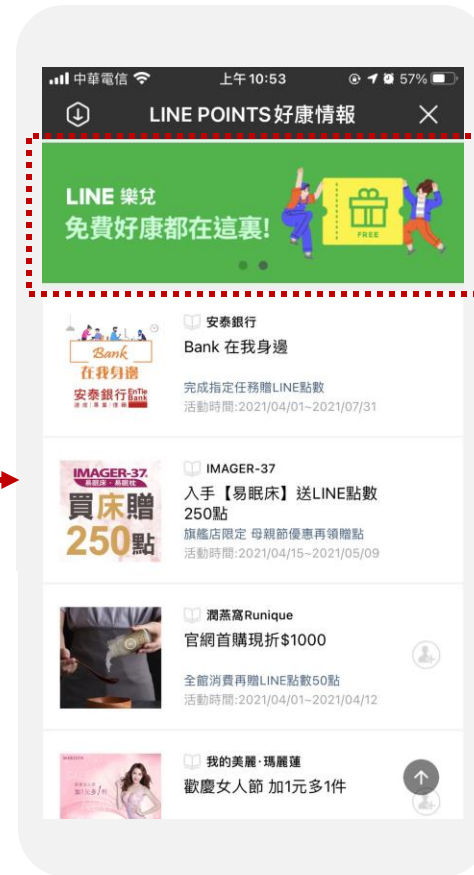 中華電信
上午10:53
57%
LINE POINTS好康情報
LINE 樂兌
免費好康都在這裏!
FREE
安泰銀行
Bank 在我身邊
完成指定任務贈LINE點數
活動時間:2021/04/01~2021/07/31
Bank
在我身邊
安泰銀行 EnTie Bank
IMAGER-37
入手【易眠床】送LINE點數
250點
旗艦店限定 母親節優惠再領贈點
活動時間:2021/04/15~2021/05/09
IMAGER-37.
易眠床·易眠枕
買床贈
250點
潤燕窩Runique
官網首購現折$1000
全館消費再贈LINE點數50點
活動時間:2021/04/01~2021/04/12
我的美麗·瑪麗蓮
歡慶女人節 加1元多1件
加1元多1件